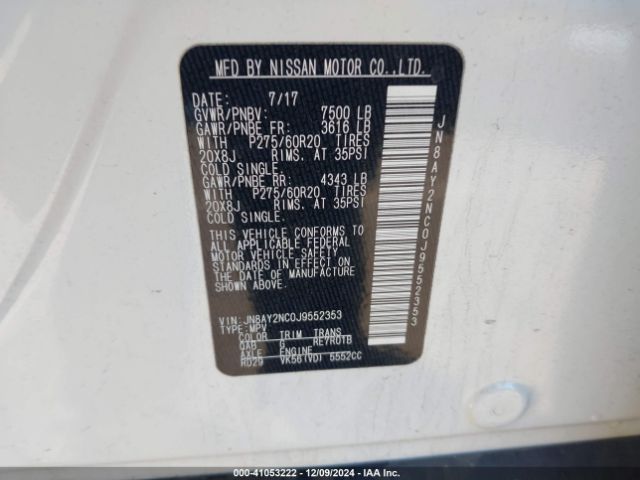 MFD BY NISSAN MOTOR CO.,LTD.
DATE: 7/17
GVWR/PNBV: 7500 LB
GAWR/PNBE FR: 3616 LB
WITH P275/60R20 TIRES
20X8J RIMS. AT 35PSI
COLD SINGLE.
GAWR/PNBE RR: 4343 LB
WITH P275/60R20 TIRES
20X8J RIMS. AT 35PSI
COLD SINGLE.
THIS VEHICLE CONFORMS TO
ALL APPLICABLE FEDERAL
MOTOR VEHICLE SAFETY
STANDARDS IN EFFECT ON
THE DATE OF MANUFACTURE
SHOWN ABOVE.
VIN: JN8AY2NC0J9552353
TYPE: MPV
COLOR TRIM TRANS
QAB G RE7R01B
AXLE ENGINE
RD29 VK56(VD) 5552CC
JN8AY2NC0J9552353
000-41053222 - 12/09/2024 - IAA Inc.